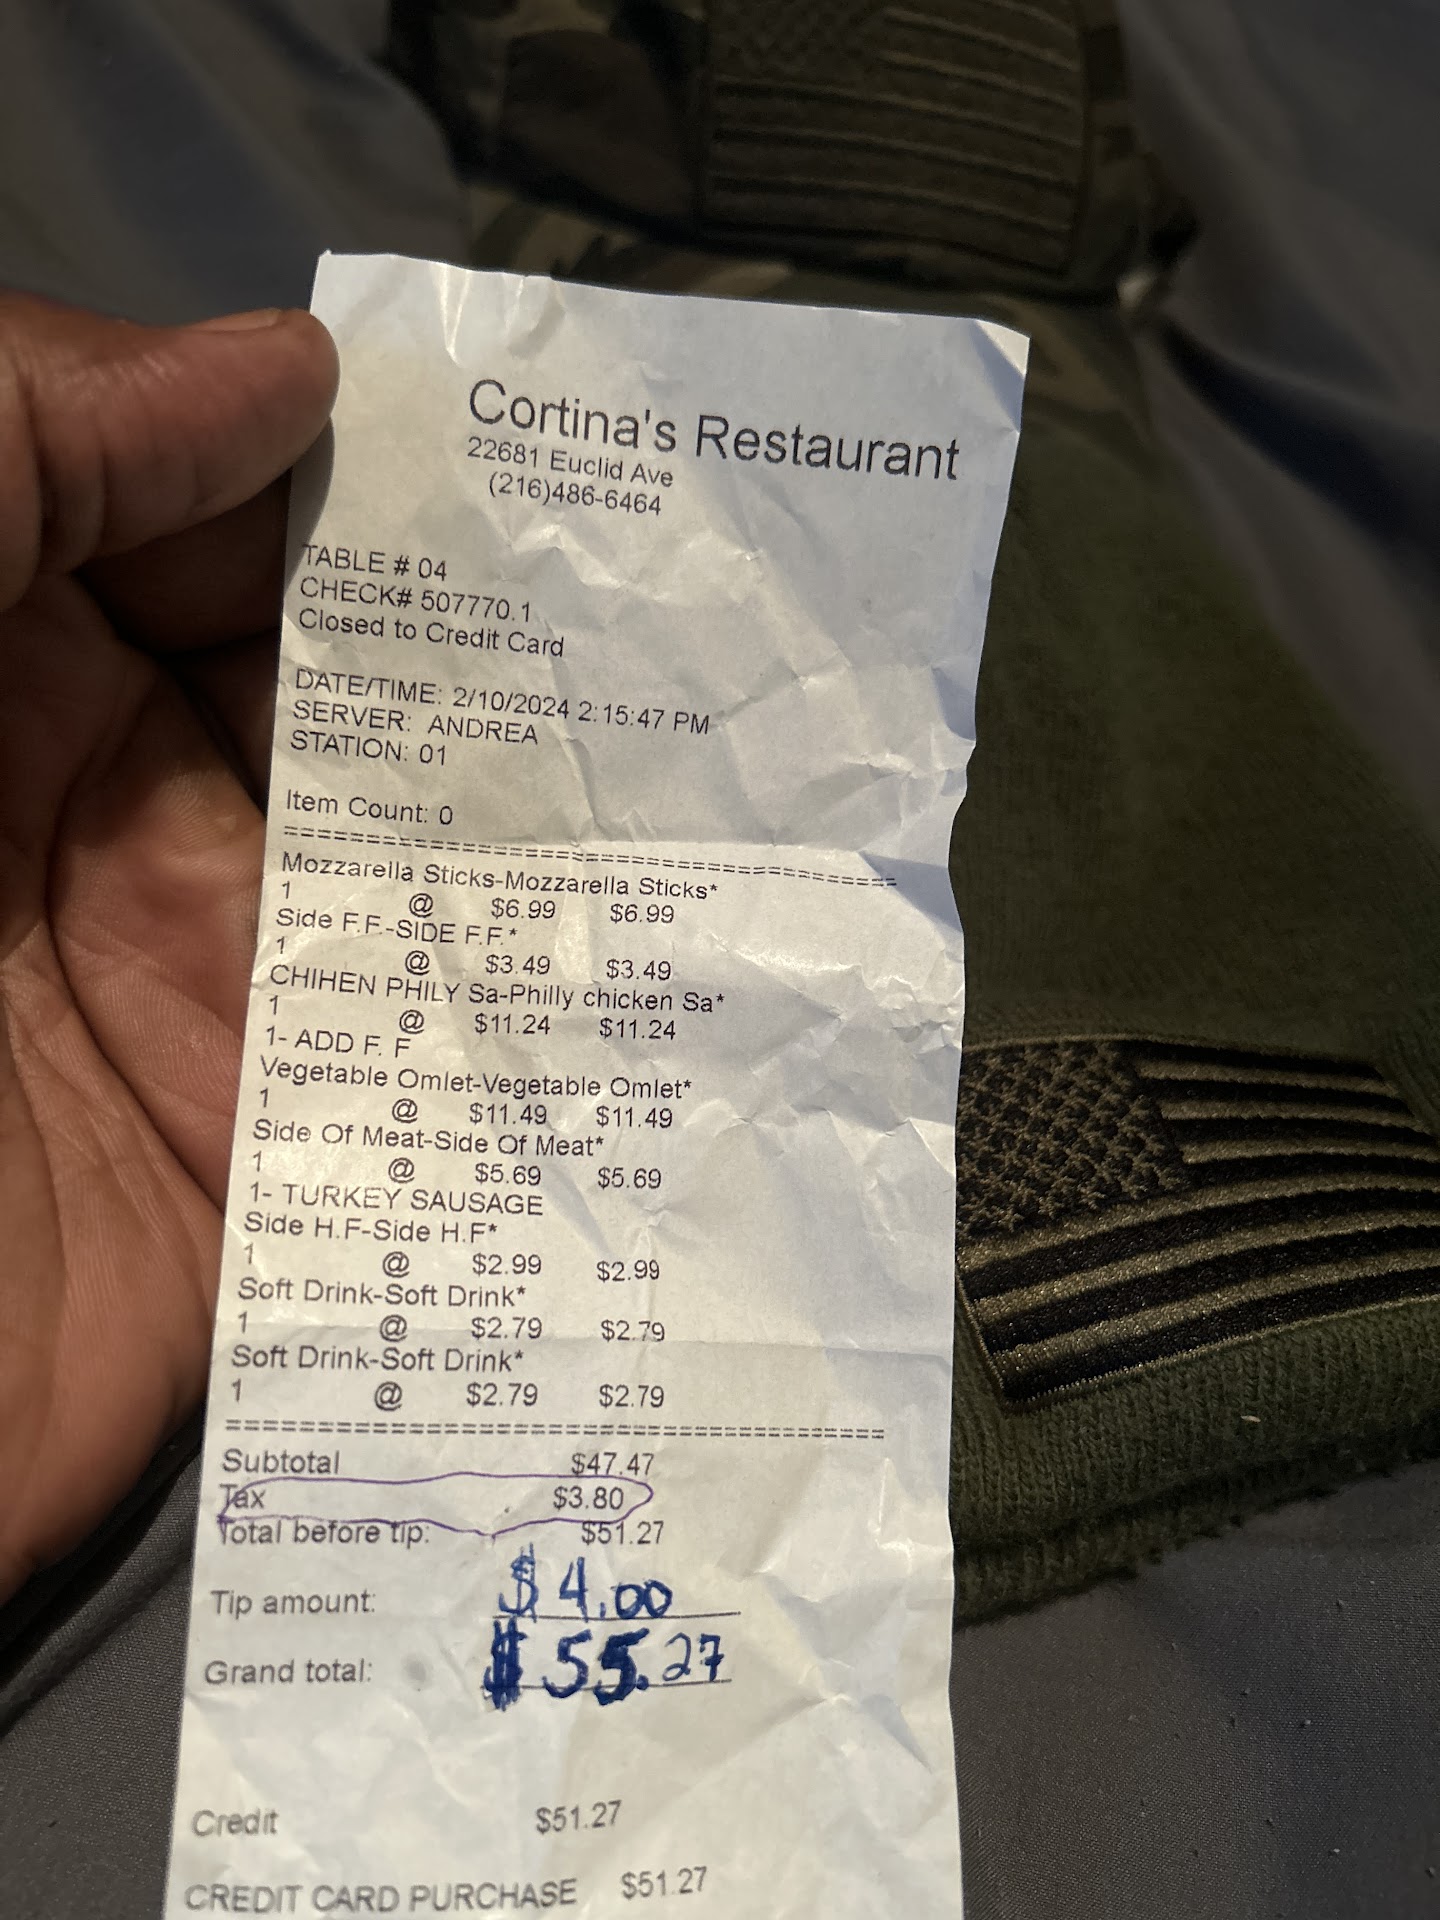 Cortina's Restaurant
22681 Euclid Ave
(216)486-6464
TABLE # 04
CHECK# 507770.1
Closed to Credit Card
DATE/TIME: 2/10/2024 2:15:47 PM
SERVER: ANDREA
STATION: 01
Item Count: 0
========================================
Mozzarella Sticks-Mozzarella Sticks*
1 @ $6.99 $6.99
Side F.F.-SIDE F.F.*
1 @ $3.49 $3.49
CHIHEN PHILY Sa-Philly chicken Sa*
1 @ $11.24 $11.24
1- ADD F. F
Vegetable Omlet-Vegetable Omlet*
1 @ $11.49 $11.49
Side Of Meat-Side Of Meat*
1 @ $5.69 $5.69
1- TURKEY SAUSAGE
Side H.F-Side H.F*
1 @ $2.99 $2.99
Soft Drink-Soft Drink*
1 @ $2.79 $2.79
Soft Drink-Soft Drink*
1 @ $2.79 $2.79
========================================
Subtotal $47.47
Tax $3.80
Total before tip: $51.27
Tip amount: $4.00
Grand total: $55.27
Credit $51.27
CREDIT CARD PURCHASE $51.27